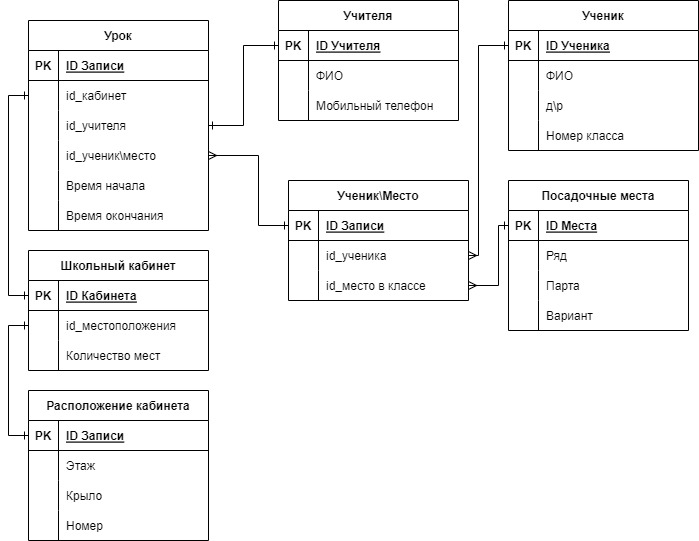 Урок
PK ID Записи
id_кабинет
id_учителя
id_ученик\место
Время начала
Время окончания
Учителя
PK ID Учителя
ФИО
Мобильный телефон
Ученик
PK ID Ученика
ФИО
д\р
Номер класса
Ученик\Место
PK ID Записи
id_ученика
id_место в классе
Посадочные места
PK ID Места
Ряд
Парта
Вариант
Школьный кабинет
PK ID Кабинета
id_местоположения
Количество мест
Расположение кабинета
PK ID Записи
Этаж
Крыло
Номер